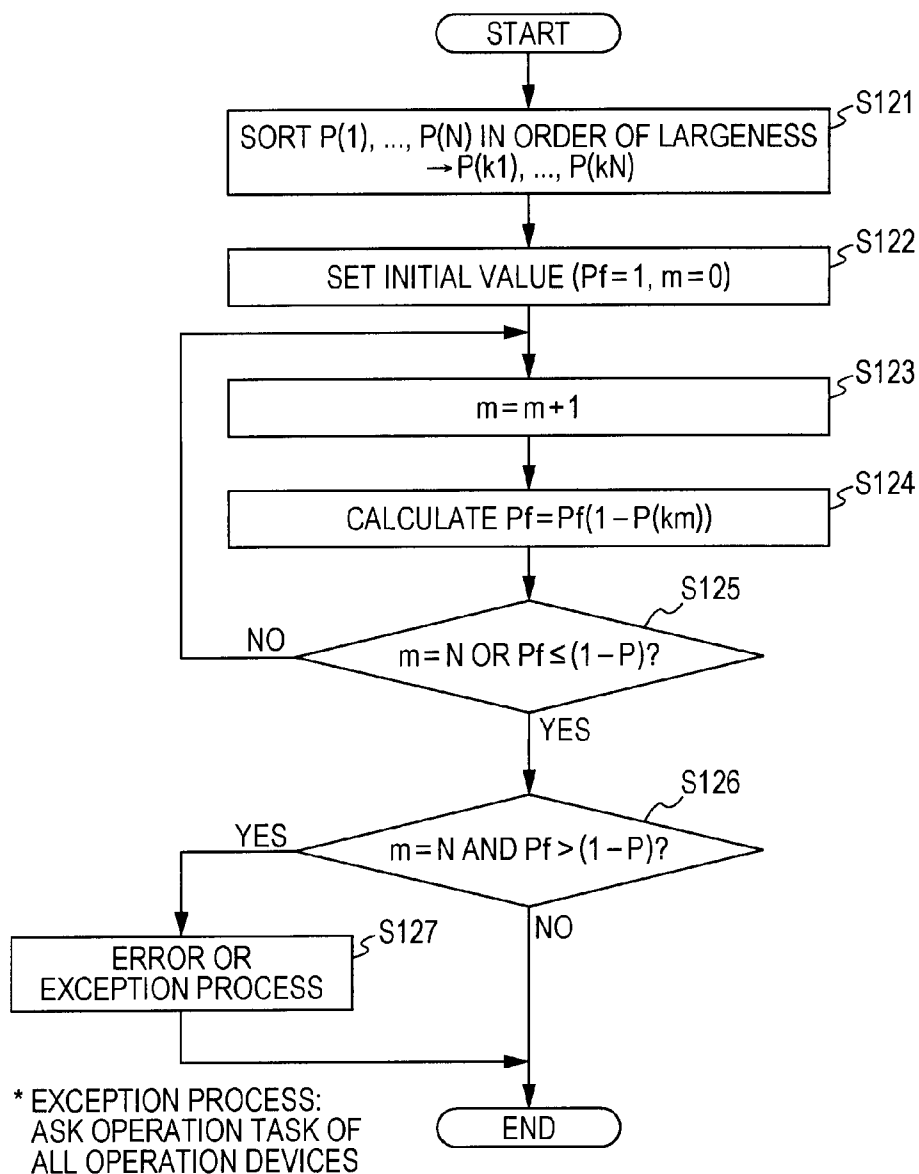 START
S121
SORT P(1), ..., P(N) IN ORDER OF LARGENESS
→P(k1), ..., P(kN)
S122
SET INITIAL VALUE (Pf=1, m=0)
S123
m=m+1
S124
CALCULATE Pf=Pf(1−P(km))
S125
NO
m=N OR Pf≤(1−P)?
YES
S126
YES
m=N AND Pf>(1−P)?
NO
S127
ERROR OR
EXCEPTION PROCESS
* EXCEPTION PROCESS:
ASK OPERATION TASK OF
ALL OPERATION DEVICES
END